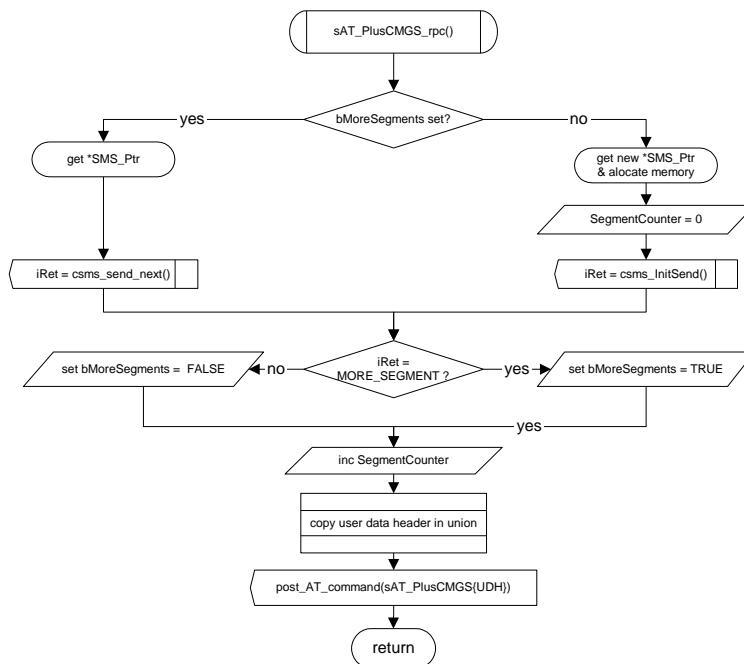 sAT_PlusCMGS_rpc()
bMoreSegments set?
yes
no
get *SMS_Ptr
get new *SMS_Ptr
& alocate memory
SegmentCounter = 0
iRet = csms_send_next()
iRet = csms_InitSend()
iRet =
MORE_SEGMENT ?
set bMoreSegments =  FALSE
no
yes
set bMoreSegments = TRUE
yes
inc SegmentCounter
copy user data header in union
post_AT_command(sAT_PlusCMGS{UDH})
return